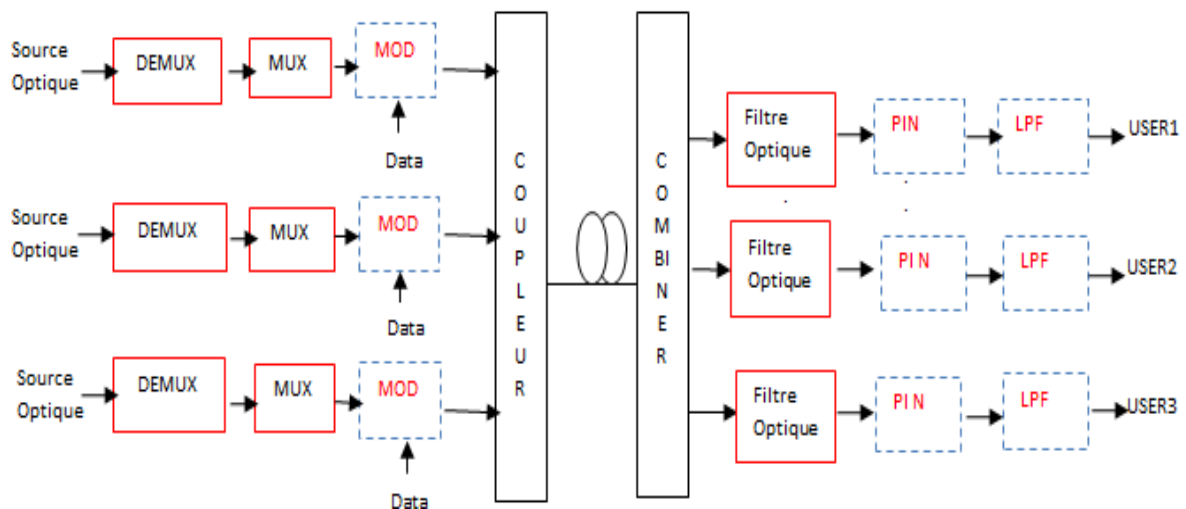 Source
Optique
DEMUX
MUX
MOD
Data
Source
Optique
DEMUX
MUX
MOD
Data
Source
Optique
DEMUX
MUX
MOD
Data
C
O
U
P
L
E
U
R
C
O
M
BI
N
E
R
Filtre
Optique
PIN
LPF
USER1
Filtre
Optique
PI N
LPF
USER2
Filtre
Optique
PI N
LPF
USER3